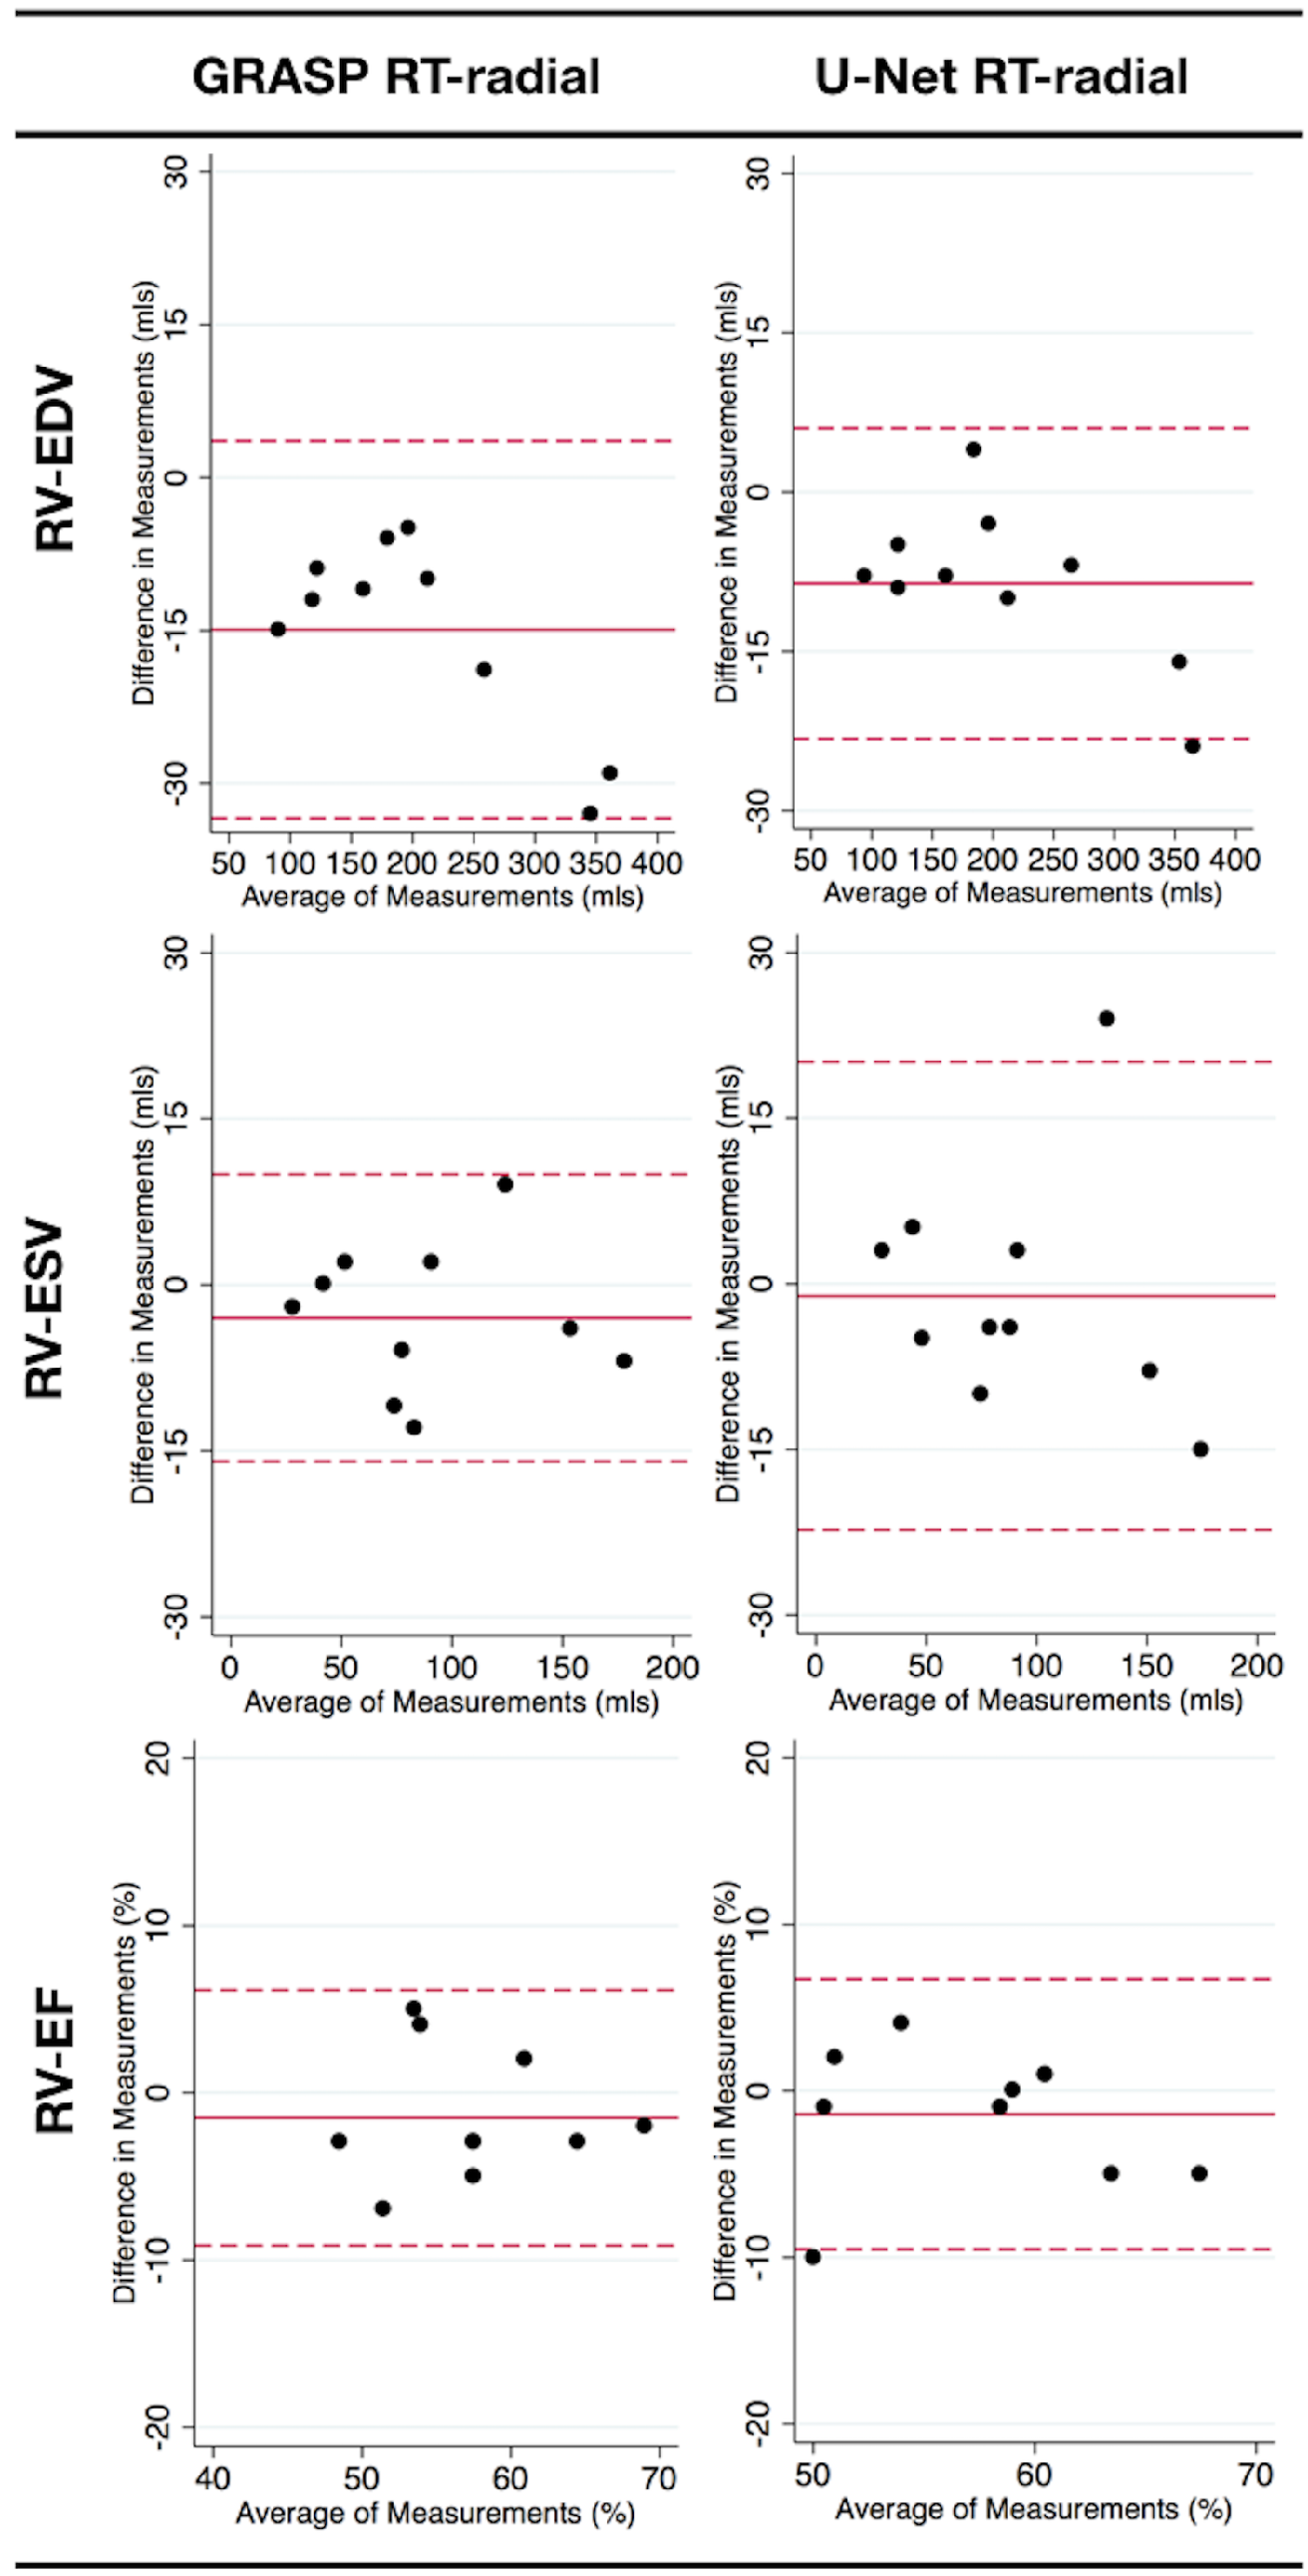 GRASP RT-radial U-Net RT-radial
RV-EDV
Difference in Measurements (mls)
30
15
0
-15
-30
50 100 150 200 250 300 350 400
Average of Measurements (mls)
Difference in Measurements (mls)
30
15
0
-15
-30
50 100 150 200 250 300 350 400
Average of Measurements (mls)
RV-ESV
Difference in Measurements (mls)
30
15
0
-15
-30
0 50 100 150 200
Average of Measurements (mls)
Difference in Measurements (mls)
30
15
0
-15
-30
0 50 100 150 200
Average of Measurements (mls)
RV-EF
Difference in Measurements (%)
20
10
0
-10
-20
40 50 60 70
Average of Measurements (%)
Difference in Measurements (%)
20
10
0
-10
-20
50 60 70
Average of Measurements (%)